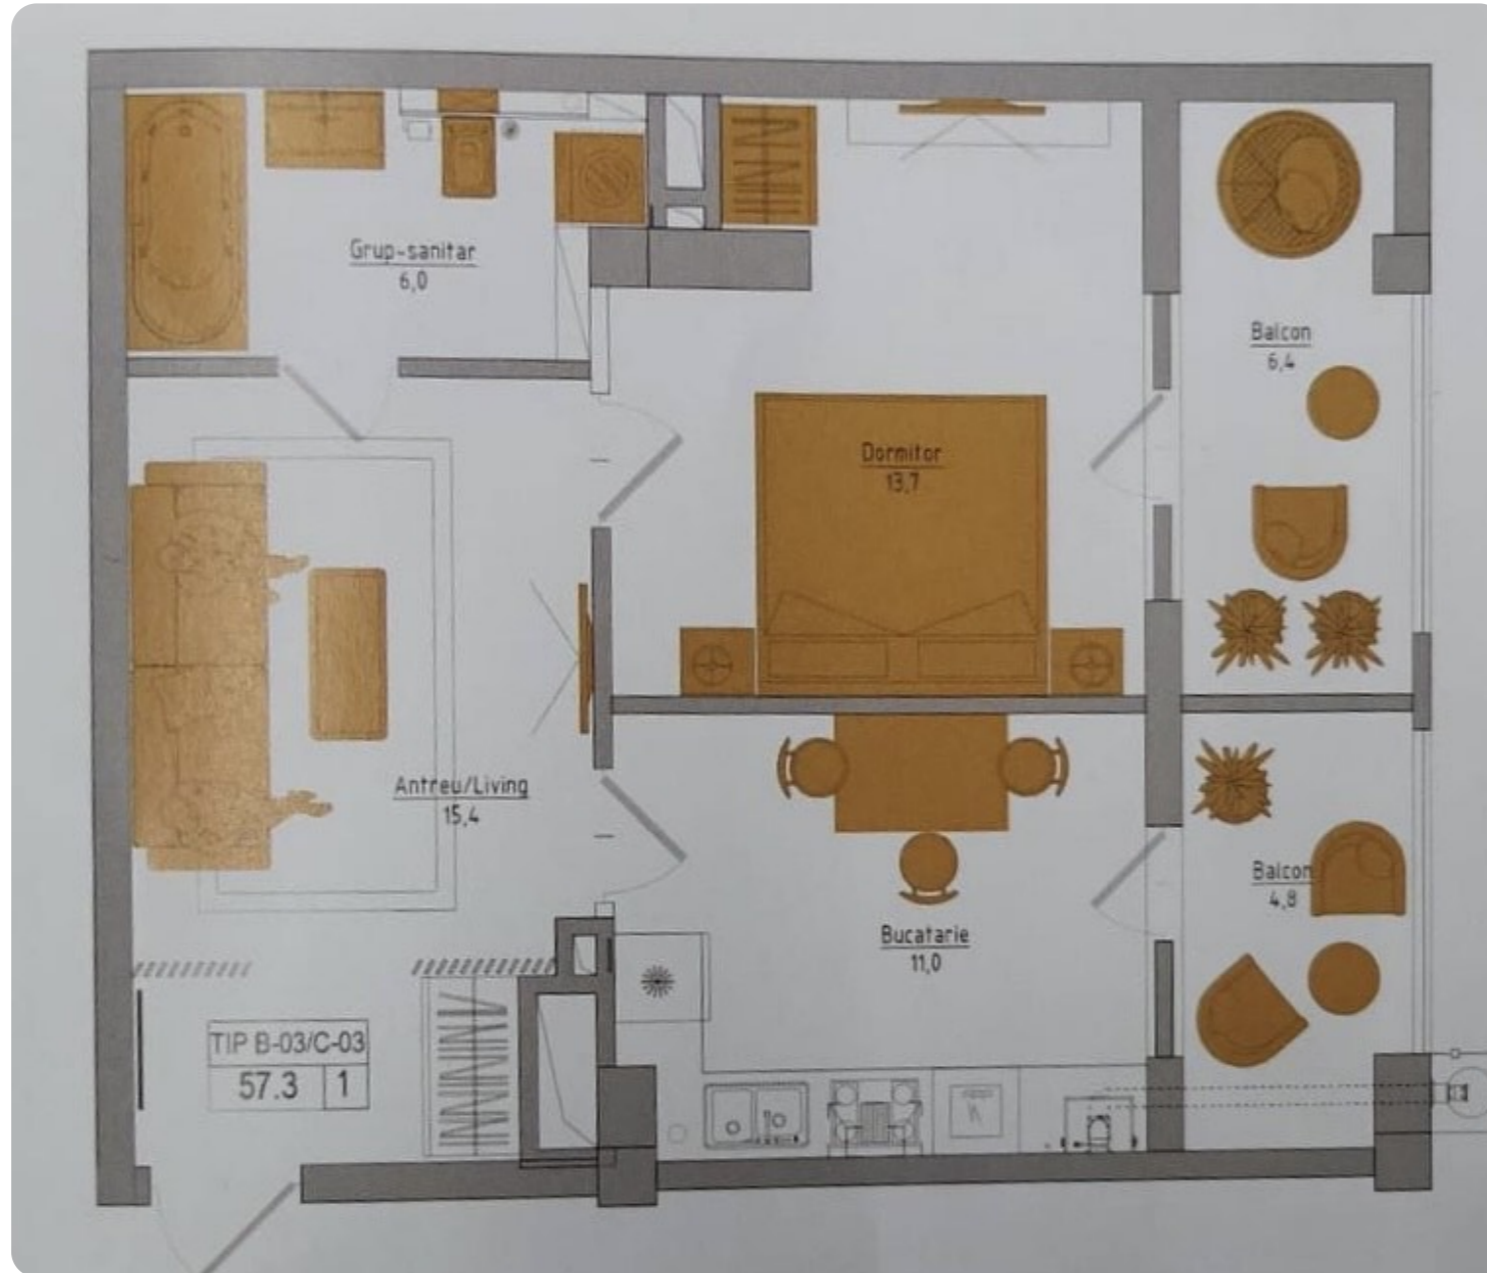 Grup-sanitar
6,0
Balcon
6,4
Dormitor
13,7
Antreu/Living
15,4
Balcon
4,8
Bucatarie
11,0
TIP B-03/C-03
57.3 1